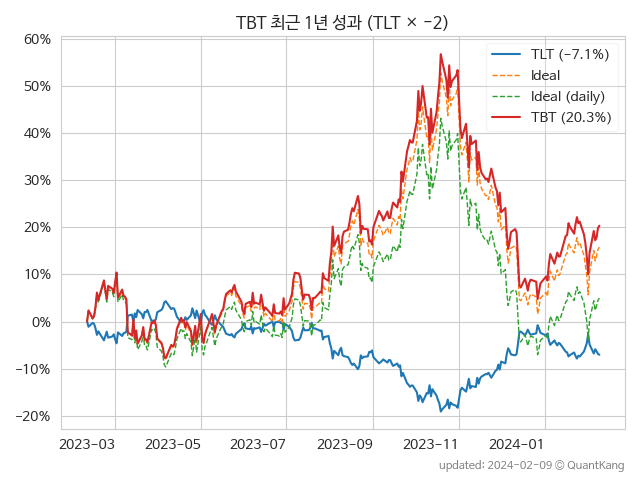 TBT 최근 1년 성과 (TLT × −2)
60%
50%
40%
30%
20%
10%
0%
−10%
−20%
TLT (−7.1%)
Ideal
Ideal (daily)
TBT (20.3%)
2023−03
2023−05
2023−07
2023−09
2023−11
2024−01
updated: 2024−02−09 © QuantKang